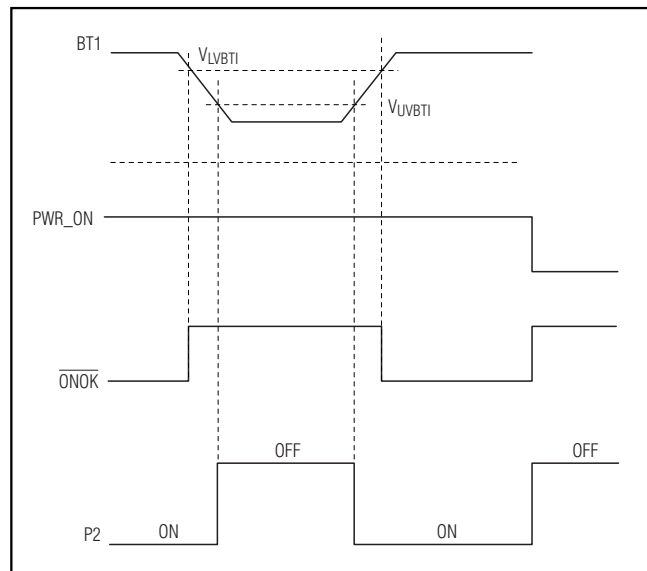 BT1
VLVBTI
VUVBTI
PWR_ON
ONOK
OFF
OFF
P2
ON
ON